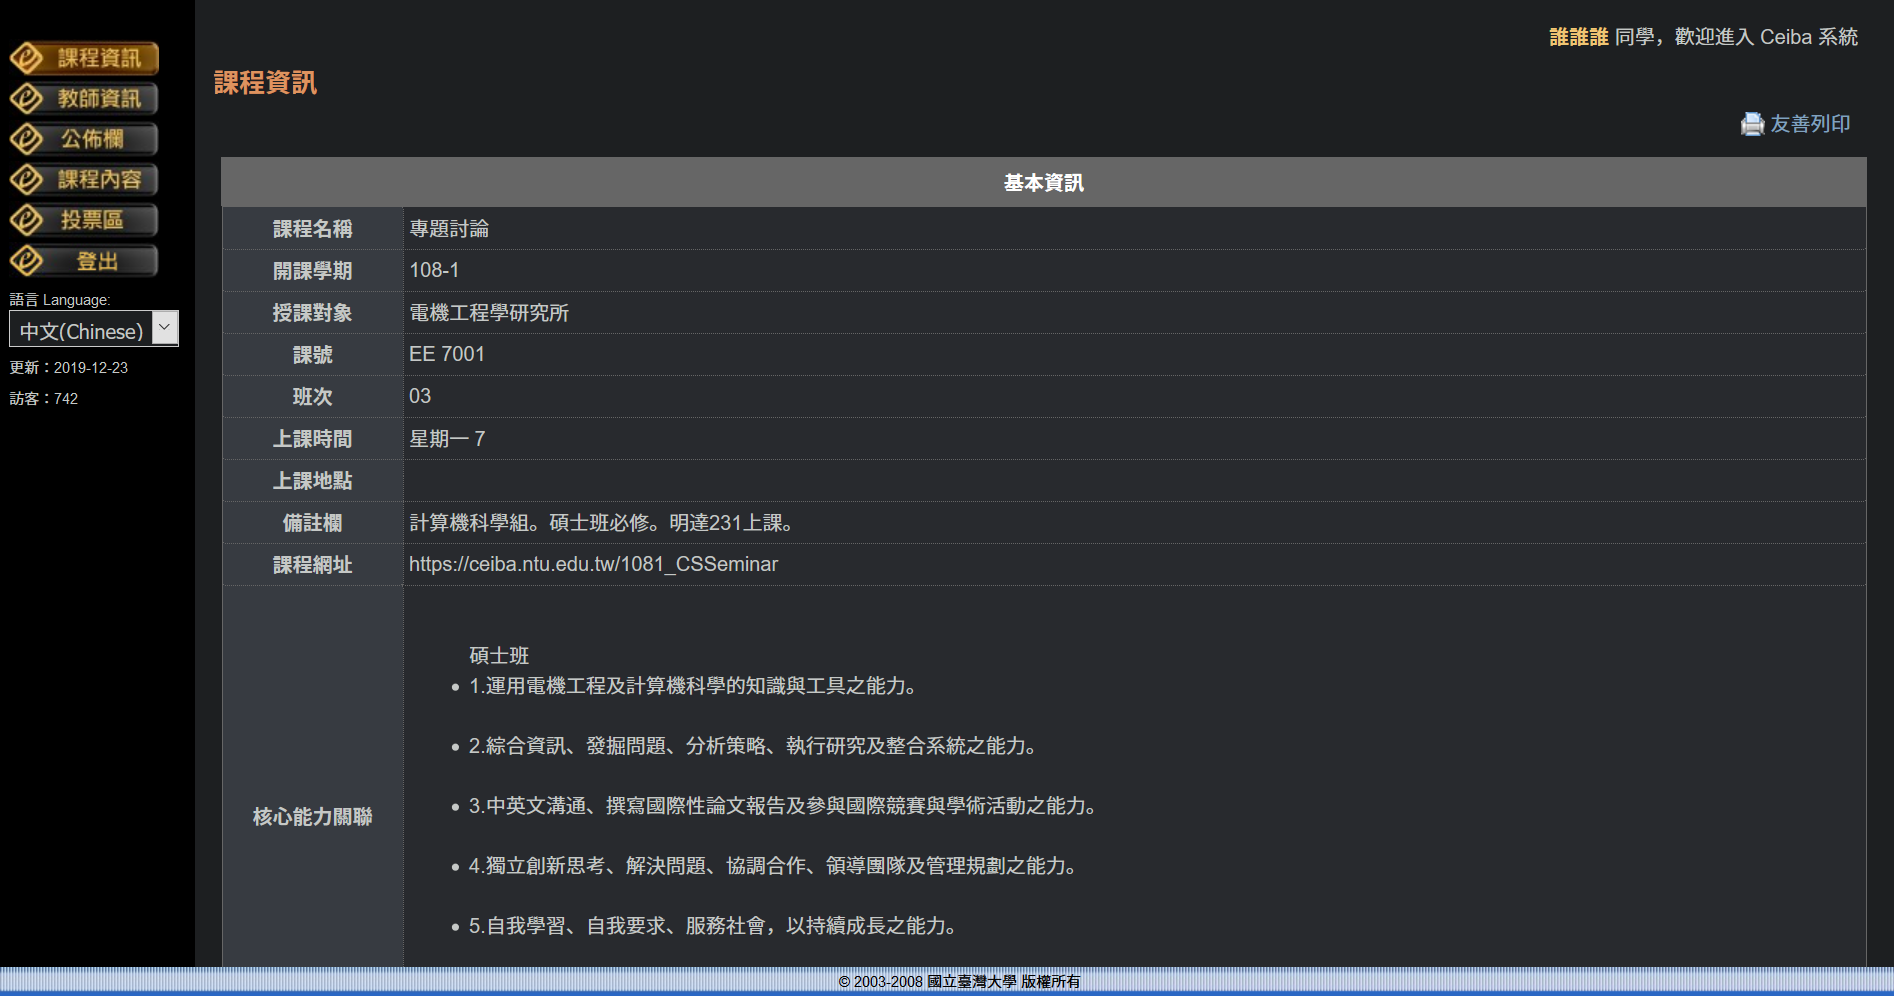 課程資訊
教師資訊
公佈欄
課程內容
投票區
登出
語言 Language:
中文(Chinese)
更新：2019-12-23
訪客：742
誰誰誰 同學，歡迎進入 Ceiba 系統
課程資訊
友善列印
基本資訊
課程名稱 專題討論
開課學期 108-1
授課對象 電機工程學研究所
課號 EE 7001
班次 03
上課時間 星期一 7
上課地點
備註欄 計算機科學組。碩士班必修。明達231上課。
課程網址 https://ceiba.ntu.edu.tw/1081_CSSeminar
核心能力關聯
碩士班
• 1.運用電機工程及計算機科學的知識與工具之能力。
• 2.綜合資訊、發掘問題、分析策略、執行研究及整合系統之能力。
• 3.中英文溝通、撰寫國際性論文報告及參與國際競賽與學術活動之能力。
• 4.獨立創新思考、解決問題、協調合作、領導團隊及管理規劃之能力。
• 5.自我學習、自我要求、服務社會，以持續成長之能力。
© 2003-2008 國立臺灣大學 版權所有